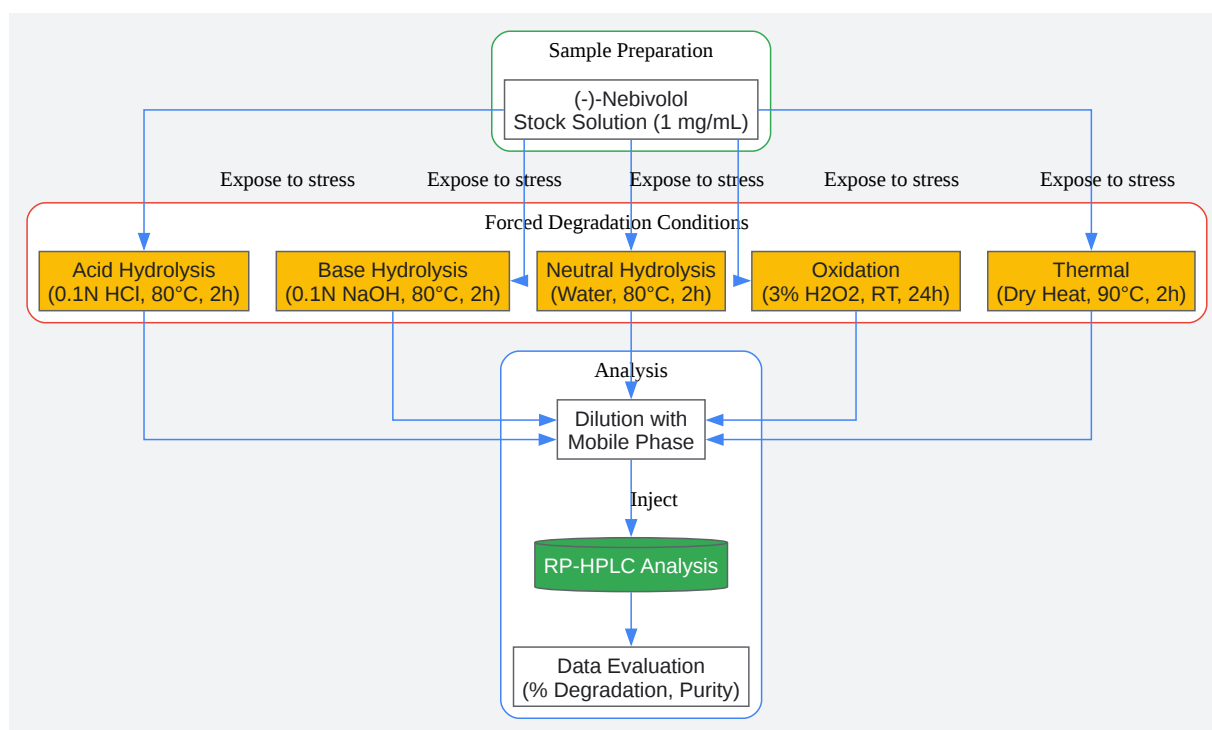 Sample Preparation
(-)-Nebivolol
Stock Solution (1 mg/mL)
Expose to stress
Expose to stress
Expose to stress
Expose to stress
Expose to stress
Forced Degradation Conditions
Acid Hydrolysis
(0.1N HCl, 80°C, 2h)
Base Hydrolysis
(0.1N NaOH, 80°C, 2h)
Neutral Hydrolysis
(Water, 80°C, 2h)
Oxidation
(3% H2O2, RT, 24h)
Thermal
(Dry Heat, 90°C, 2h)
Analysis
Dilution with
Mobile Phase
Inject
RP-HPLC Analysis
Data Evaluation
(% Degradation, Purity)